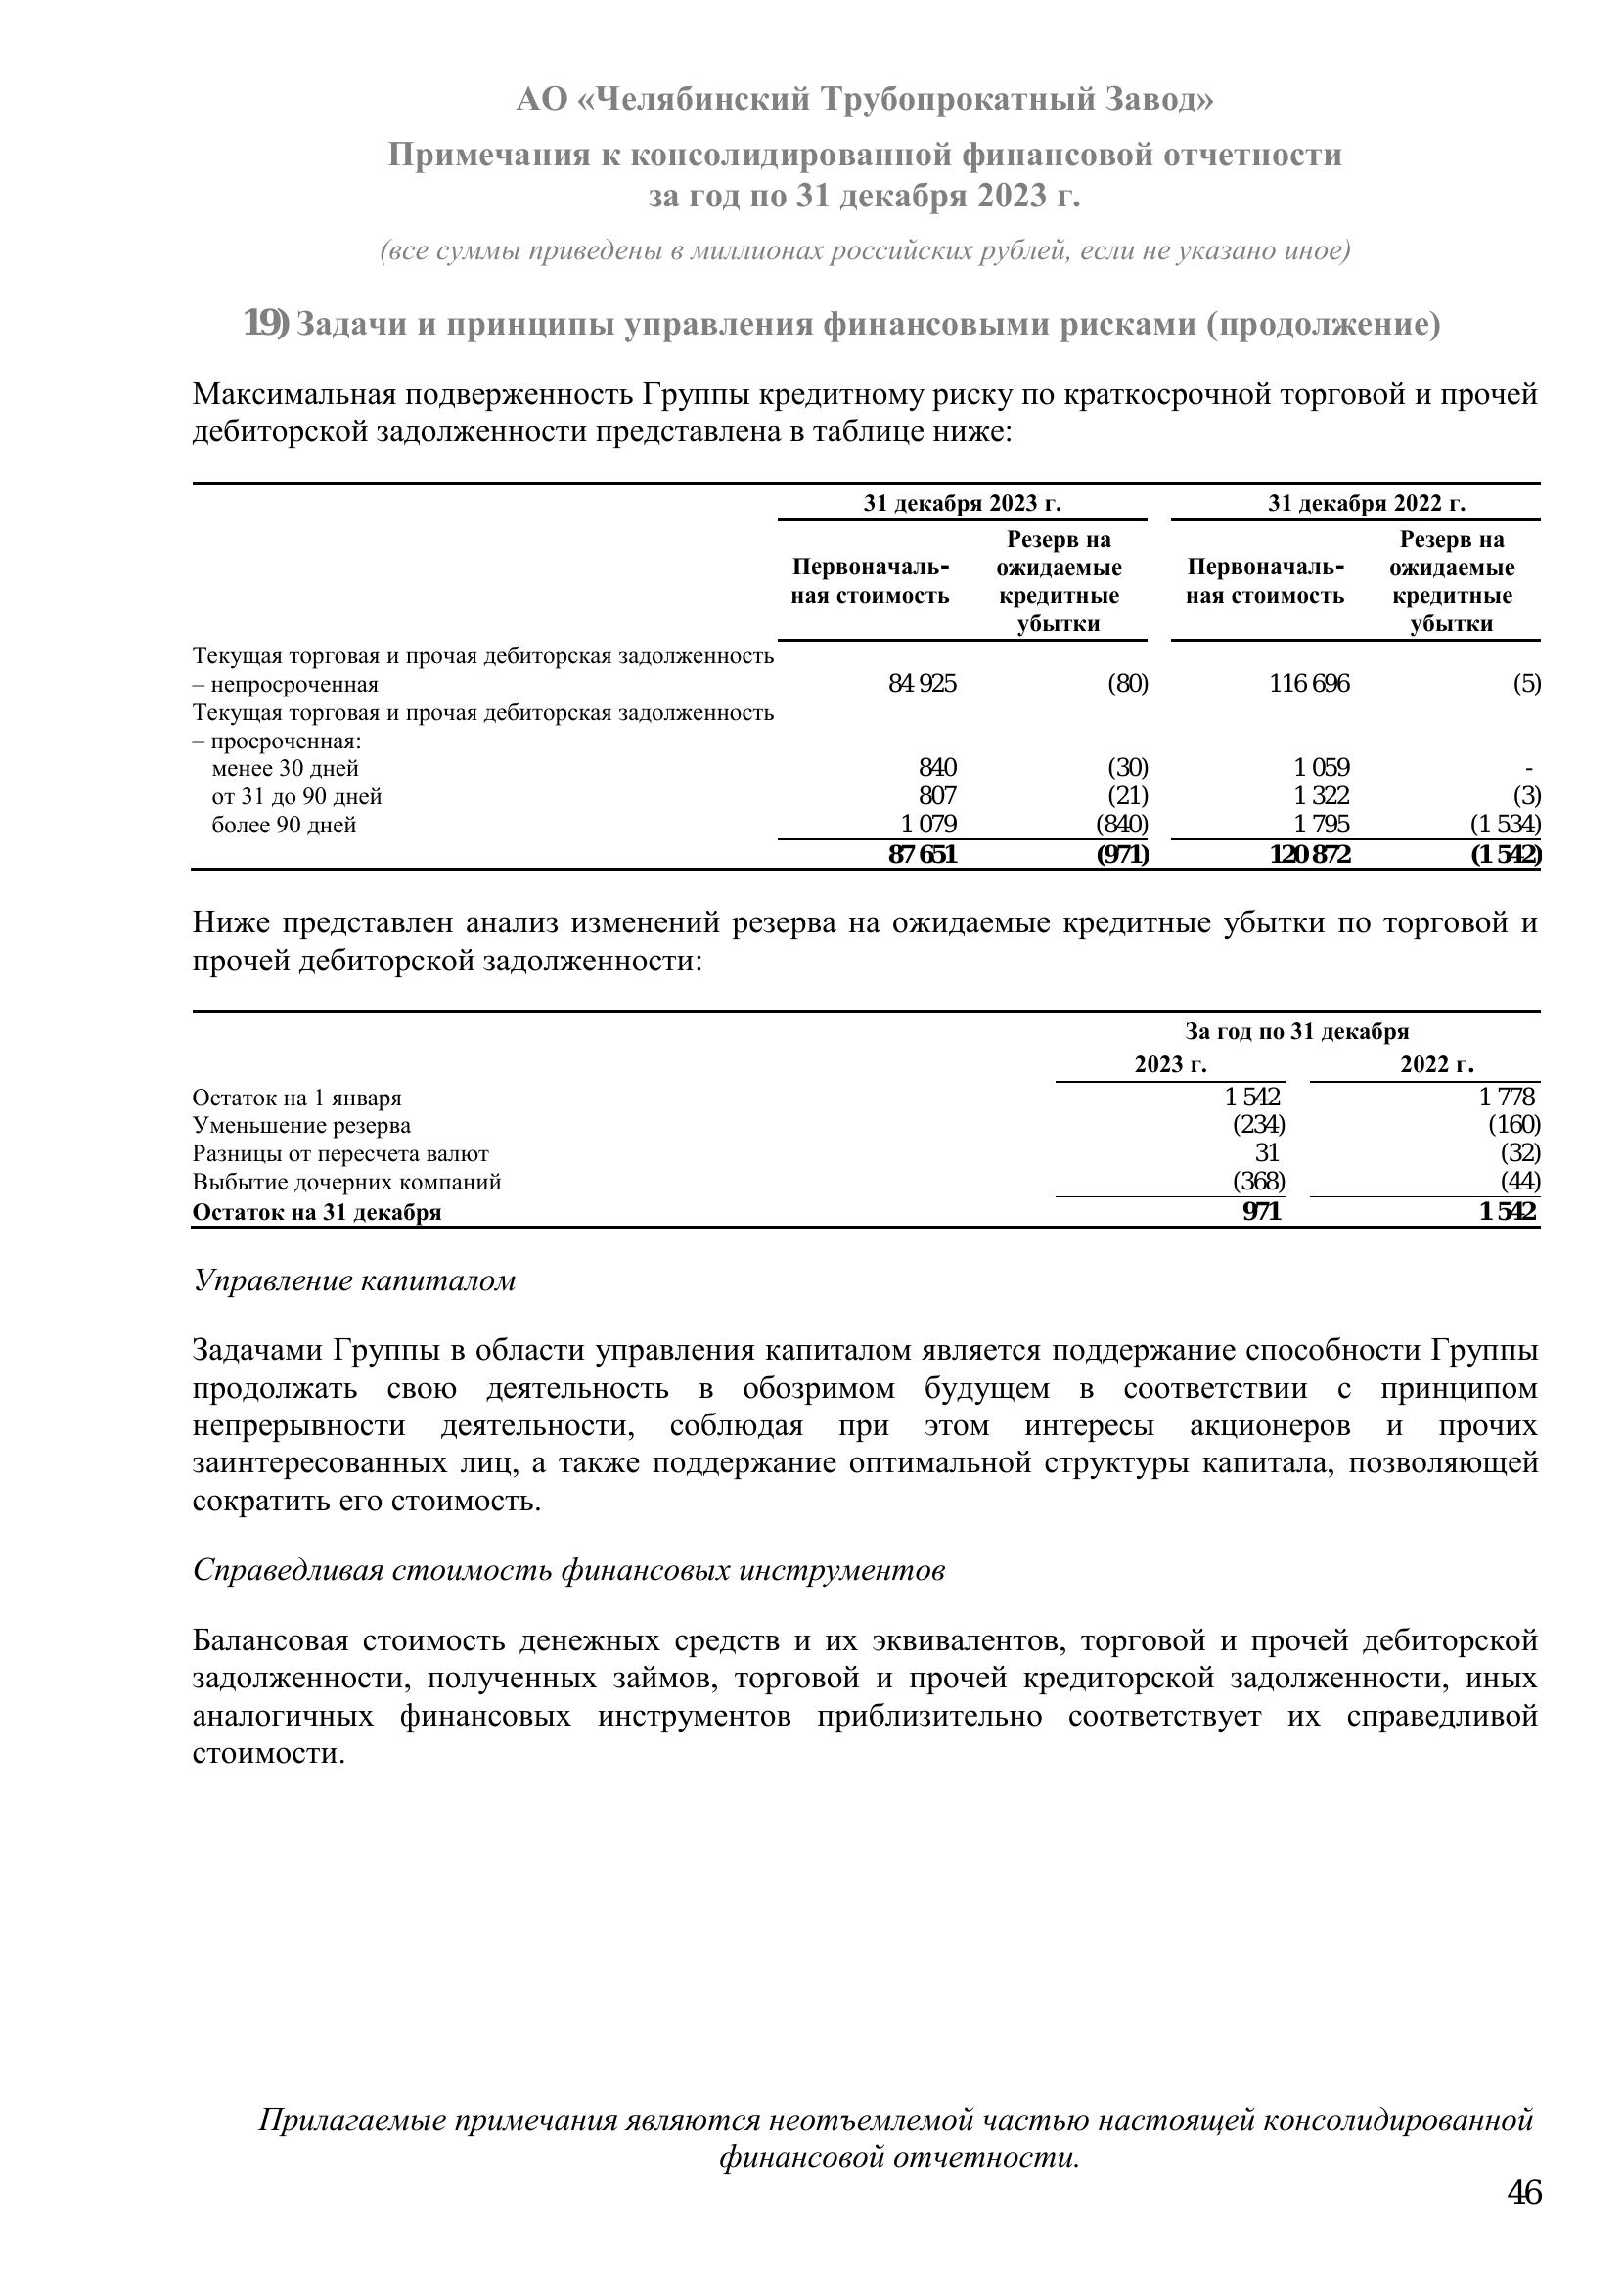 АО «Челябинский Трубопрокатный Завод»
Примечания к консолидированной финансовой отчетности
за год по 31 декабря 2023 г.
(все суммы приведены в миллионах российских рублей, если не указано иное)
19) Задачи и принципы управления финансовыми рисками (продолжение)
Максимальная подверженность Группы кредитному риску по краткосрочной торговой и прочей
дебиторской задолженности представлена в таблице ниже:
31 декабря 2023 г. 31 декабря 2022 г.
Первоначаль-
ная стоимость
Резерв на
ожидаемые
кредитные
убытки
Первоначаль-
ная стоимость
Резерв на
ожидаемые
кредитные
убытки
Текущая торговая и прочая дебиторская задолженность
– непросроченная 84 925 (80) 116 696 (5)
Текущая торговая и прочая дебиторская задолженность
– просроченная:
менее 30 дней 840 (30) 1 059 -
от 31 до 90 дней 807 (21) 1 322 (3)
более 90 дней 1 079 (840) 1 795 (1 534)
87 651 (971) 120 872 (1 542)
Ниже представлен анализ изменений резерва на ожидаемые кредитные убытки по торговой и
прочей дебиторской задолженности:
За год по 31 декабря
2023 г. 2022 г.
Остаток на 1 января 1 542 1 778
Уменьшение резерва (234) (160)
Разницы от пересчета валют 31 (32)
Выбытие дочерних компаний (368) (44)
Остаток на 31 декабря 971 1 542
Управление капиталом
Задачами Группы в области управления капиталом является поддержание способности Группы
продолжать свою деятельность в обозримом будущем в соответствии с принципом
непрерывности деятельности, соблюдая при этом интересы акционеров и прочих
заинтересованных лиц, а также поддержание оптимальной структуры капитала, позволяющей
сократить его стоимость.
Справедливая стоимость финансовых инструментов
Балансовая стоимость денежных средств и их эквивалентов, торговой и прочей дебиторской
задолженности, полученных займов, торговой и прочей кредиторской задолженности, иных
аналогичных финансовых инструментов приблизительно соответствует их справедливой
стоимости.
Прилагаемые примечания являются неотъемлемой частью настоящей консолидированной
финансовой отчетности.
46